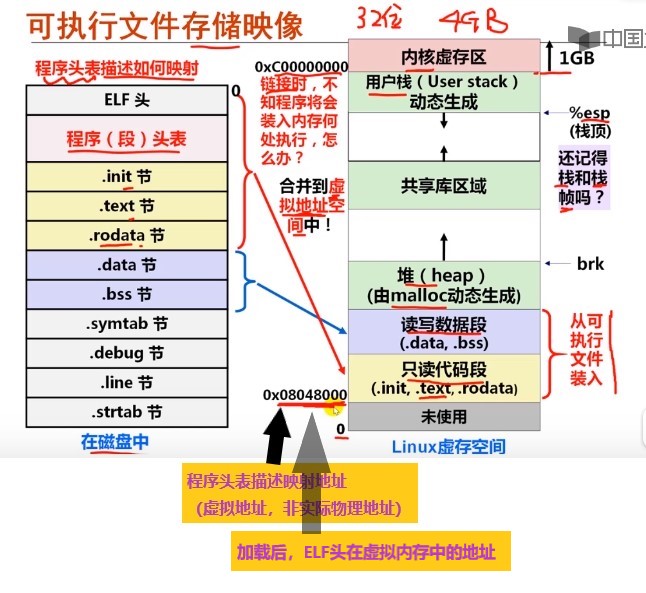 可执行文件存储映像
32位 4GB
中国
程序头表描述如何映射
0
ELF 头
程序（段）头表
.init 节
.text 节
.rodata 节
.data 节
.bss 节
.symtab 节
.debug 节
.line 节
.strtab 节
在磁盘中
0xC00000000
链接时，不
知程序将会
装入内存何
处执行，怎
么办？
合并到虚
拟地址空
间中！
0x08048000
0
内核虚存区
1GB
用户栈（User stack）
动态生成
共享库区域
堆（heap）
(由malloc动态生成)
读写数据段
(.data, .bss)
只读代码段
(.init, .text, .rodata)
未使用
Linux虚存空间
%esp
(栈顶)
还记得
栈和栈
帧吗？
brk
从可
执行
文件
装入
程序头表描述映射地址
(虚拟地址，非实际物理地址)
加载后，ELF头在虚拟内存中的地址